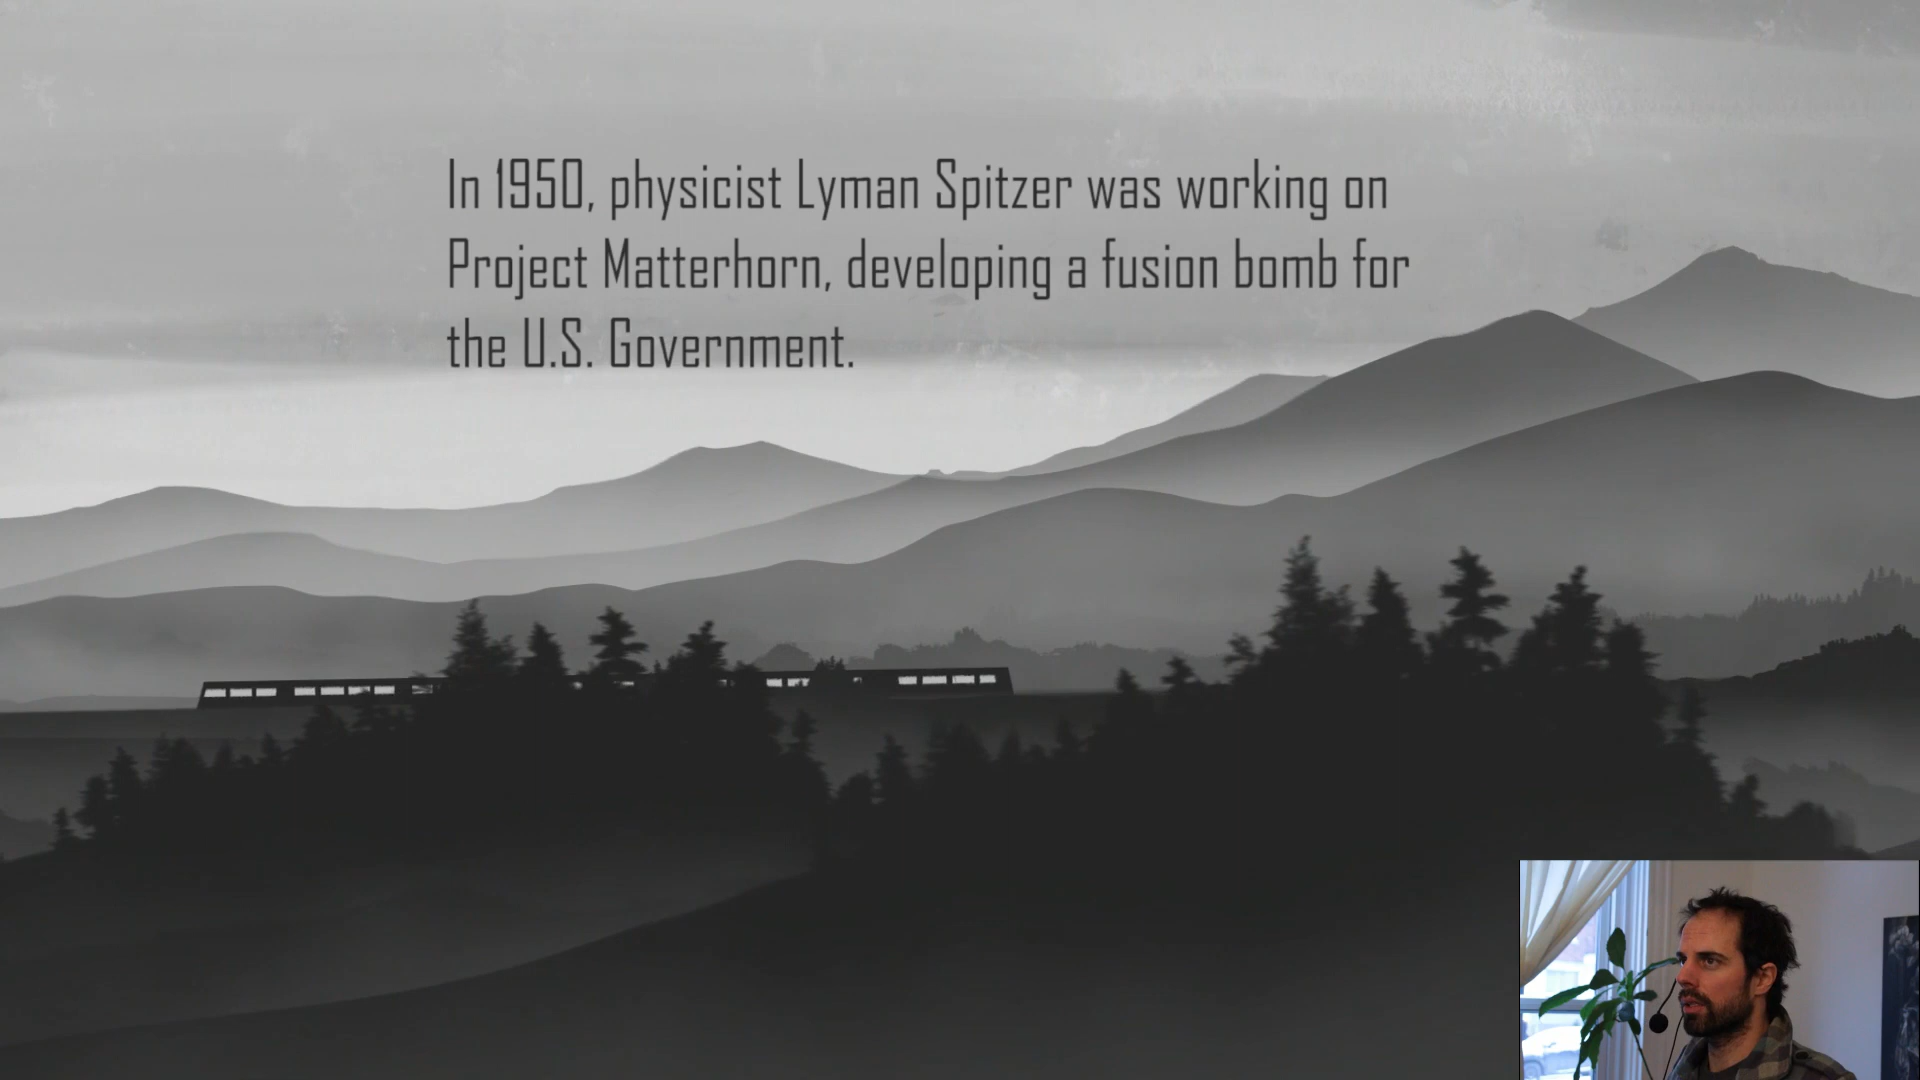 In 1950, physicist Lyman Spitzer was working on
Project Matterhorn, developing a fusion bomb for
the U.S. Government.